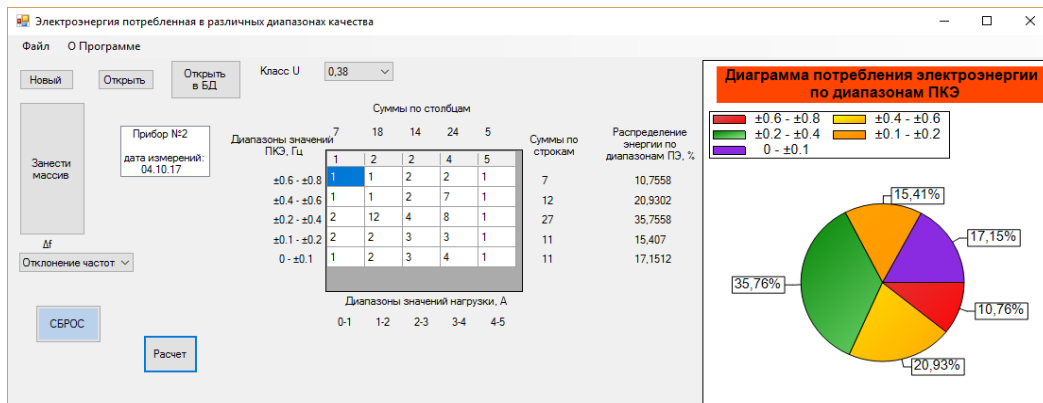 Электроэнергия потребленная в различных диапазонах качества
Файл О Программе
Новый Открыть Открыть в БД Класс U 0,38
Занести массив
Прибор №2
дата измерений:
04.10.17
Δf
Отклонение частот
СБРОС
Расчет
Суммы по столбцам
7 18 14 24 5
Диапазоны значений
ПКЭ, Гц
Суммы по
строкам
Распределение
энергии по
диапазонам ПЭ, %
1 2 2 4 5
±0.6 - ±0.8 1 1 2 2 1 7 10,7558
±0.4 - ±0.6 1 1 2 7 1 12 20,9302
±0.2 - ±0.4 2 12 4 8 1 27 35,7558
±0.1 - ±0.2 2 2 3 3 1 11 15,407
0 - ±0.1 1 2 3 4 1 11 17,1512
Диапазоны значений нагрузки, А
0-1 1-2 2-3 3-4 4-5
Диаграмма потребления электроэнергии
по диапазонам ПКЭ
±0.6 - ±0.8 ±0.4 - ±0.6
±0.2 - ±0.4 ±0.1 - ±0.2
0 - ±0.1
15,41%
17,15%
35,76%
10,76%
20,93%